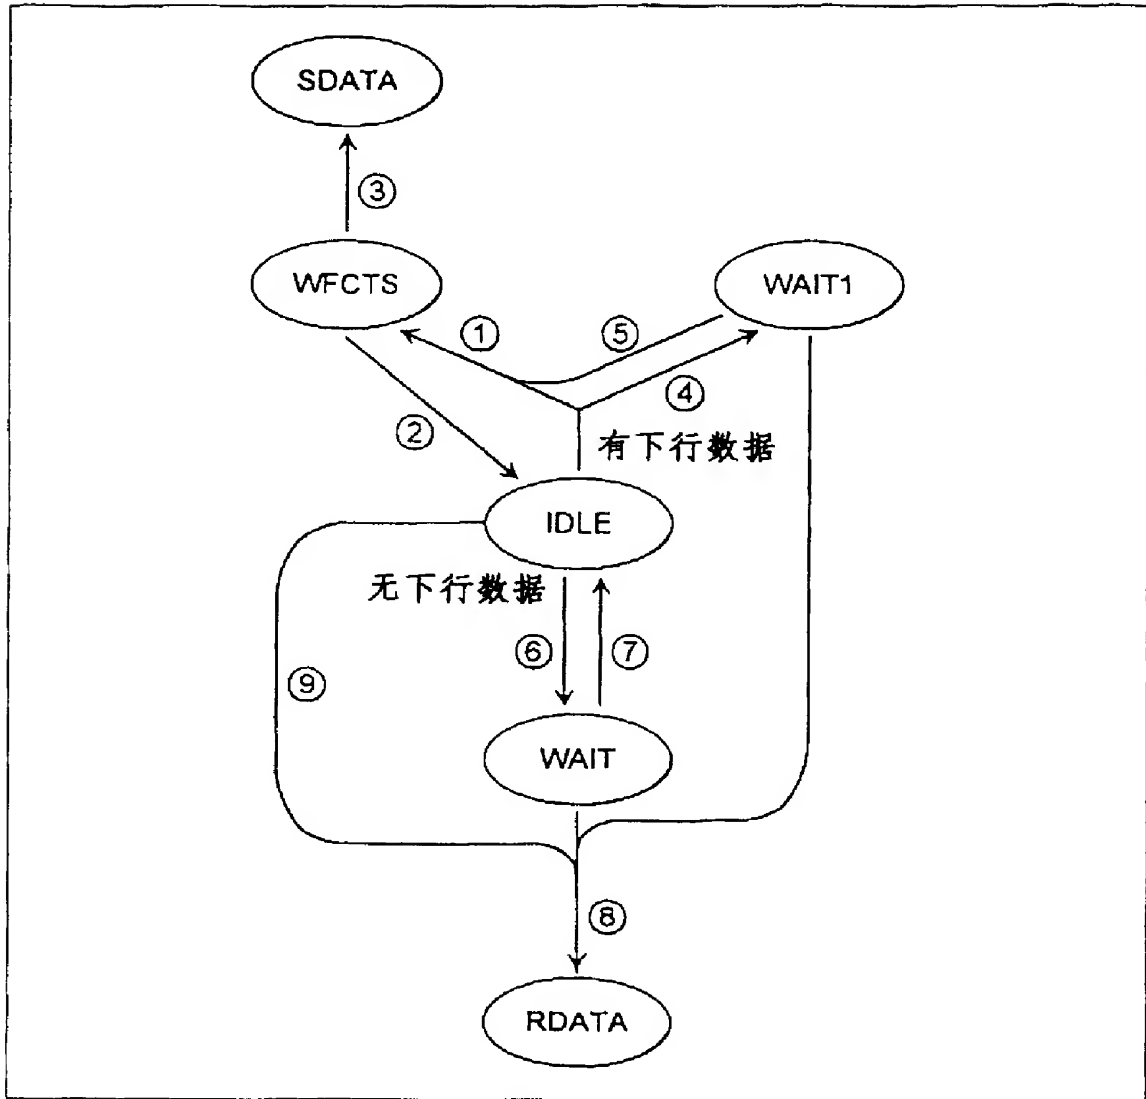 SDATA
③
WFCTS
WAIT1
①
⑤
②
④
有下行数据
IDLE
无下行数据
⑥
⑦
⑨
WAIT
⑧
RDATA